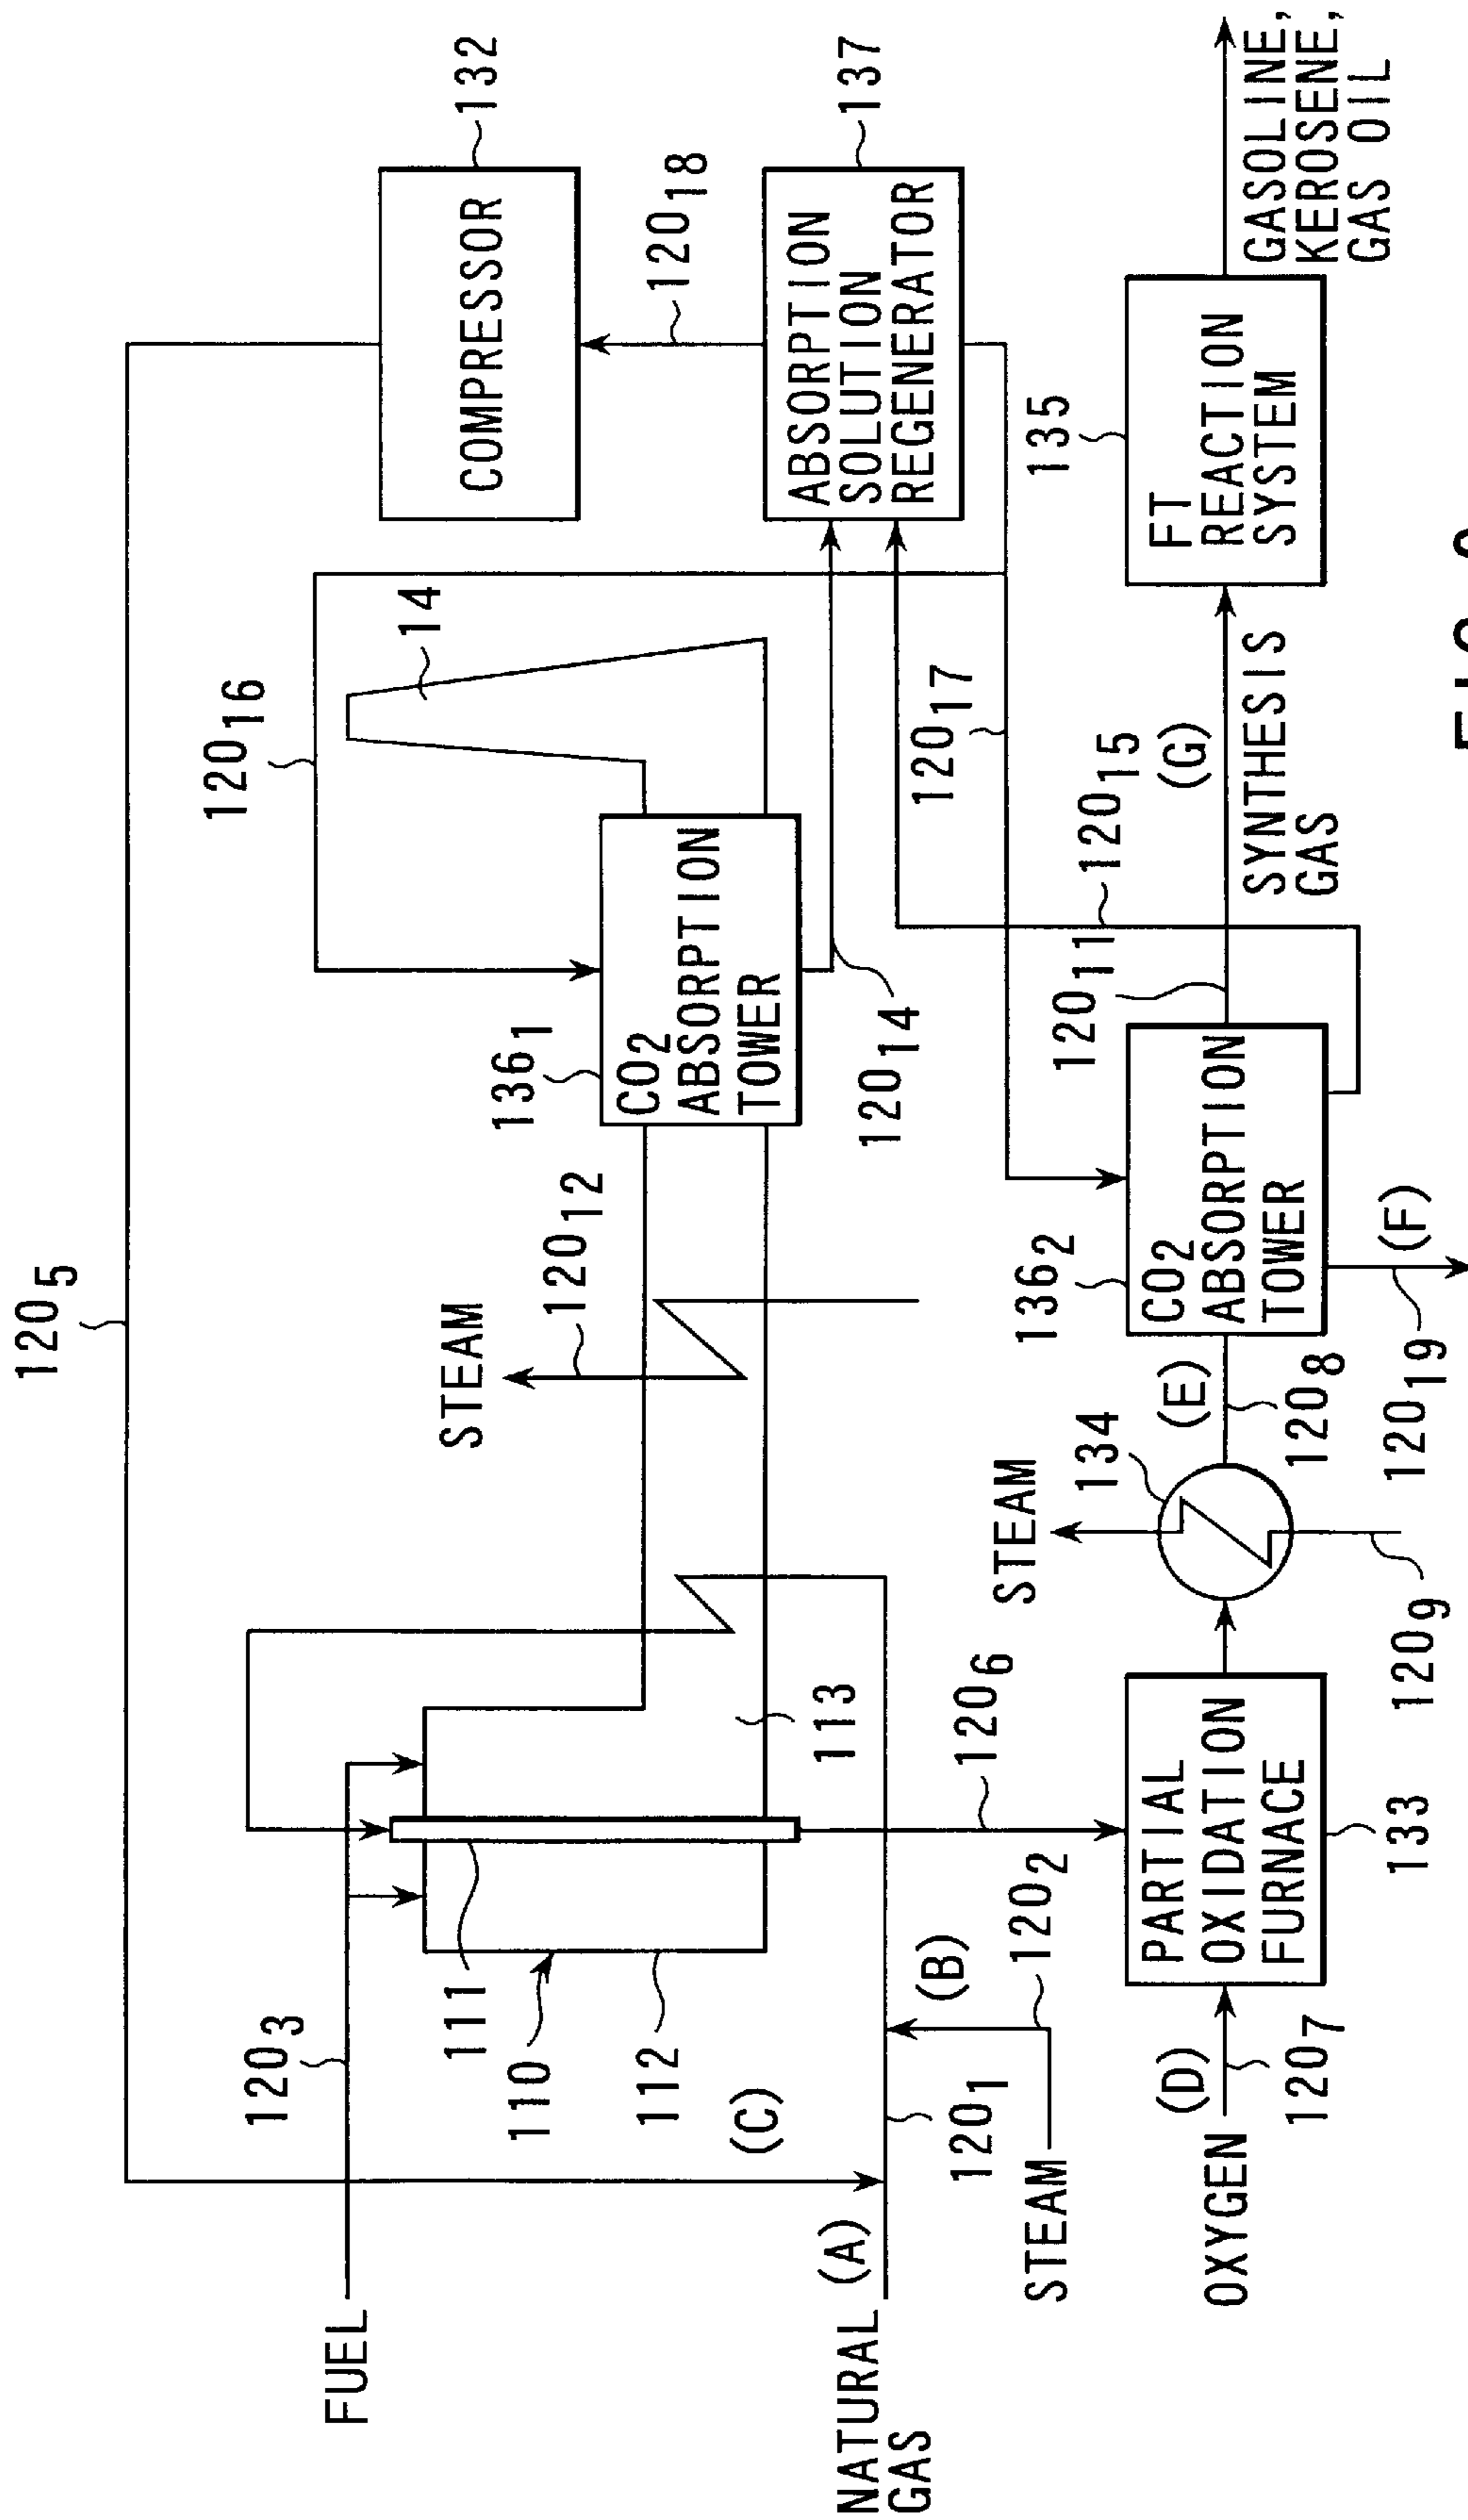 120₅
FUEL
120₃
STEAM
120₁₂
120₁₆
14
COMPRESSOR
132
111
110
112
(C)
113
136₁
CO₂
ABSORPTION
TOWER
120₁₄
120₁₈
ABSORPTION
SOLUTION
REGENERATOR
137
NATURAL
GAS
(A)
120₁
(B)
120₂
STEAM
120₆
120₁₇
OXYGEN
(D)
120₇
PARTIAL
OXIDATION
FURNACE
133
STEAM
134
120₉
(E)
120₈
136₂
CO₂
ABSORPTION
TOWER
(F)
120₁₉
120₁₁
120₁₅
(G)
SYNTHESIS
GAS
135
FT
REACTION
SYSTEM
GASOLINE,
KEROSENE,
GAS OIL